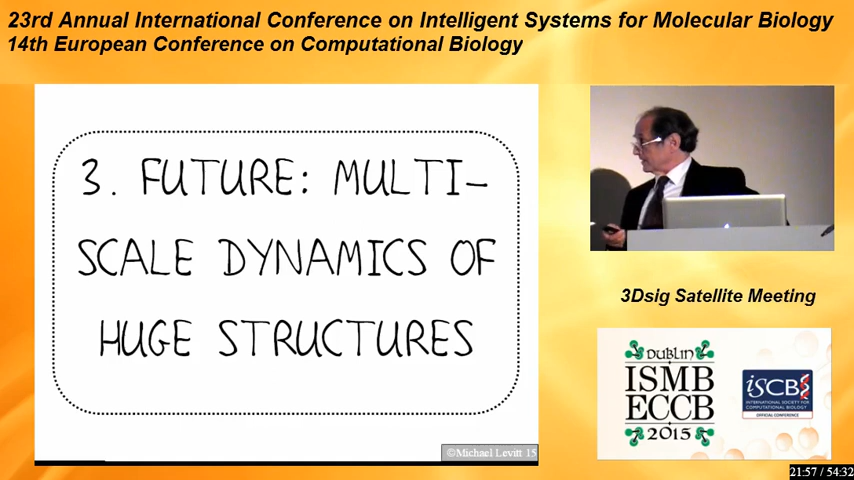 23rd Annual International Conference on Intelligent Systems for Molecular Biology
14th European Conference on Computational Biology
3. FUTURE: MULTI-
SCALE DYNAMICS OF
HUGE STRUCTURES
©Michael Levitt 15
3Dsig Satellite Meeting
DUBLIN
ISMB
ECCB
2015
iSCB
INTERNATIONAL SOCIETY FOR
COMPUTATIONAL BIOLOGY
OFFICIAL CONFERENCE
21:57 / 54:32